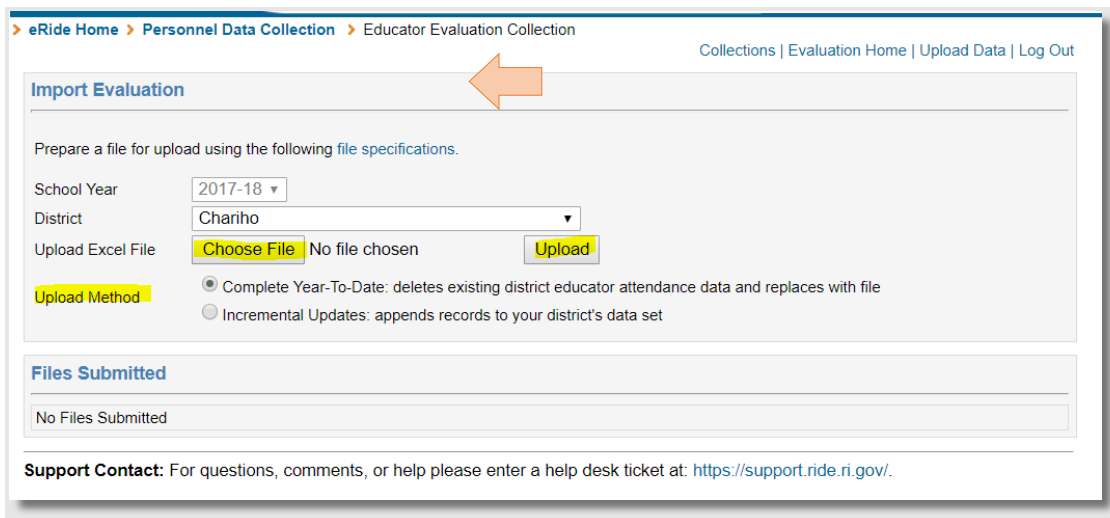 > eRide Home > Personnel Data Collection > Educator Evaluation Collection
Collections | Evaluation Home | Upload Data | Log Out
Import Evaluation
Prepare a file for upload using the following file specifications.
School Year 2017-18
District Chariho
Upload Excel File Choose File No file chosen Upload
Upload Method
Complete Year-To-Date: deletes existing district educator attendance data and replaces with file
Incremental Updates: appends records to your district's data set
Files Submitted
No Files Submitted
Support Contact: For questions, comments, or help please enter a help desk ticket at: https://support.ride.ri.gov/.